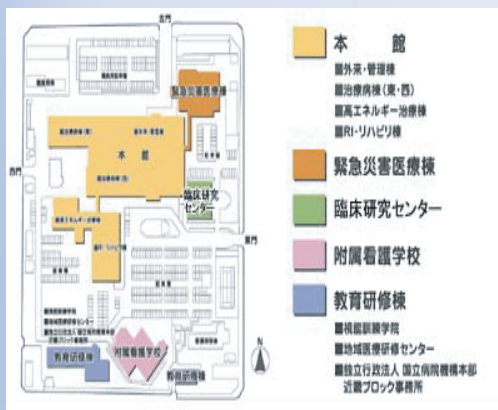 北門
緊急災害医療棟
本館
西門
臨床研究
センター
東門
教育研修棟
附属看護学校
教育研修棟
N
本館
■外来・管理棟
■治療病棟(東・西)
■高エネルギー治療棟
■RI・リハビリ棟
緊急災害医療棟
臨床研究センター
附属看護学校
教育研修棟
■視能訓練学院
■地域医療研修センター
■独立行政法人 国立病院機構本部
近畿ブロック事務所